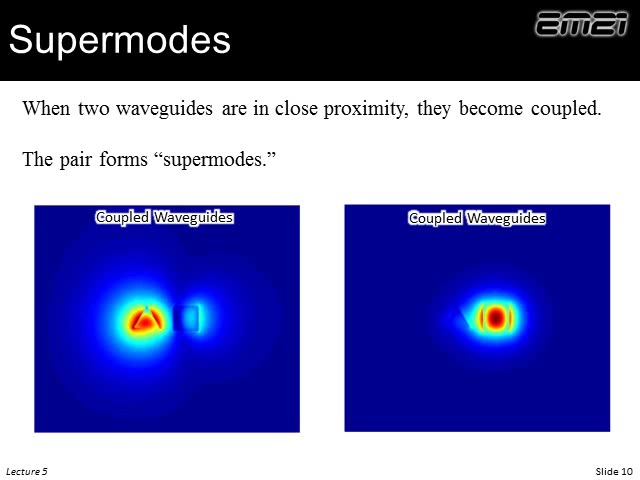 Supermodes
EM21
When two waveguides are in close proximity, they become coupled.
The pair forms “supermodes.”
Coupled Waveguides
Coupled Waveguides
Lecture 5
Slide 10